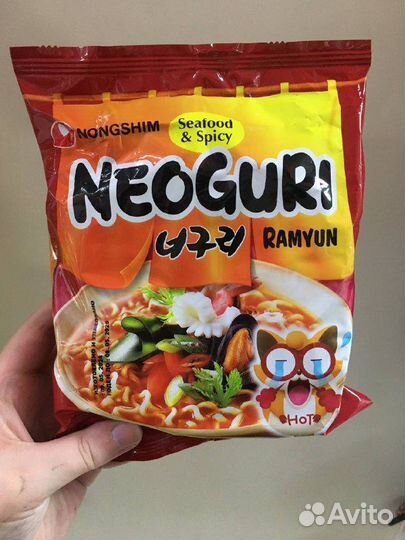 NONGSHIM
Seafood
& Spicy
NEOGURI
너구리 RAMYUN
HOT
Avito